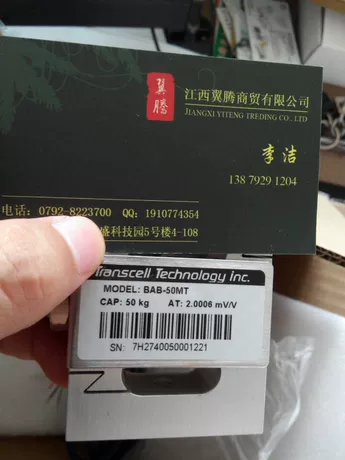 翼腾
江西翼腾商贸有限公司
JIANGXI YITENG TRADING CO., LTD
李洁
138 7929 1204
电话：0792-8223700 QQ：1910774354
盛科技园5号楼4-108
Transcell Technology Inc.
MODEL: BAB-50MT
CAP: 50 kg AT: 2.0006 mV/V
SN: 7H2740050001221